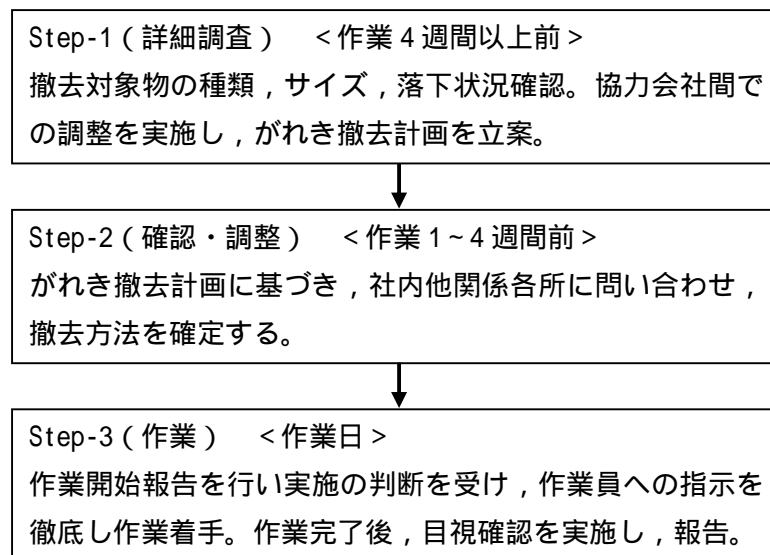 Step-1（詳細調査） ＜作業４週間以上前＞
撤去対象物の種類，サイズ，落下状況確認。協力会社間で
の調整を実施し，がれき撤去計画を立案。
Step-2（確認・調整） ＜作業１~４週間前＞
がれき撤去計画に基づき，社内他関係各所に問い合わせ，
撤去方法を確定する。
Step-3（作業） ＜作業日＞
作業開始報告を行い実施の判断を受け，作業員への指示を
徹底し作業着手。作業完了後，目視確認を実施し，報告。